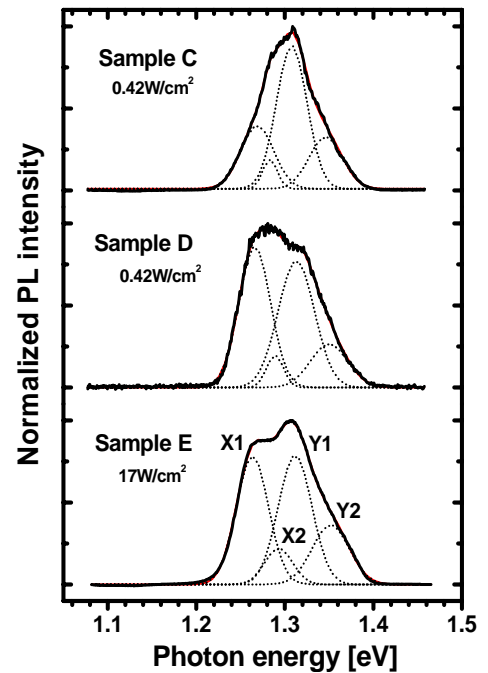 Normalized PL intensity
Sample C
0.42W/cm²
Sample D
0.42W/cm²
Sample E
17W/cm²
X1
Y1
X2
Y2
1.1 1.2 1.3 1.4 1.5
Photon energy [eV]